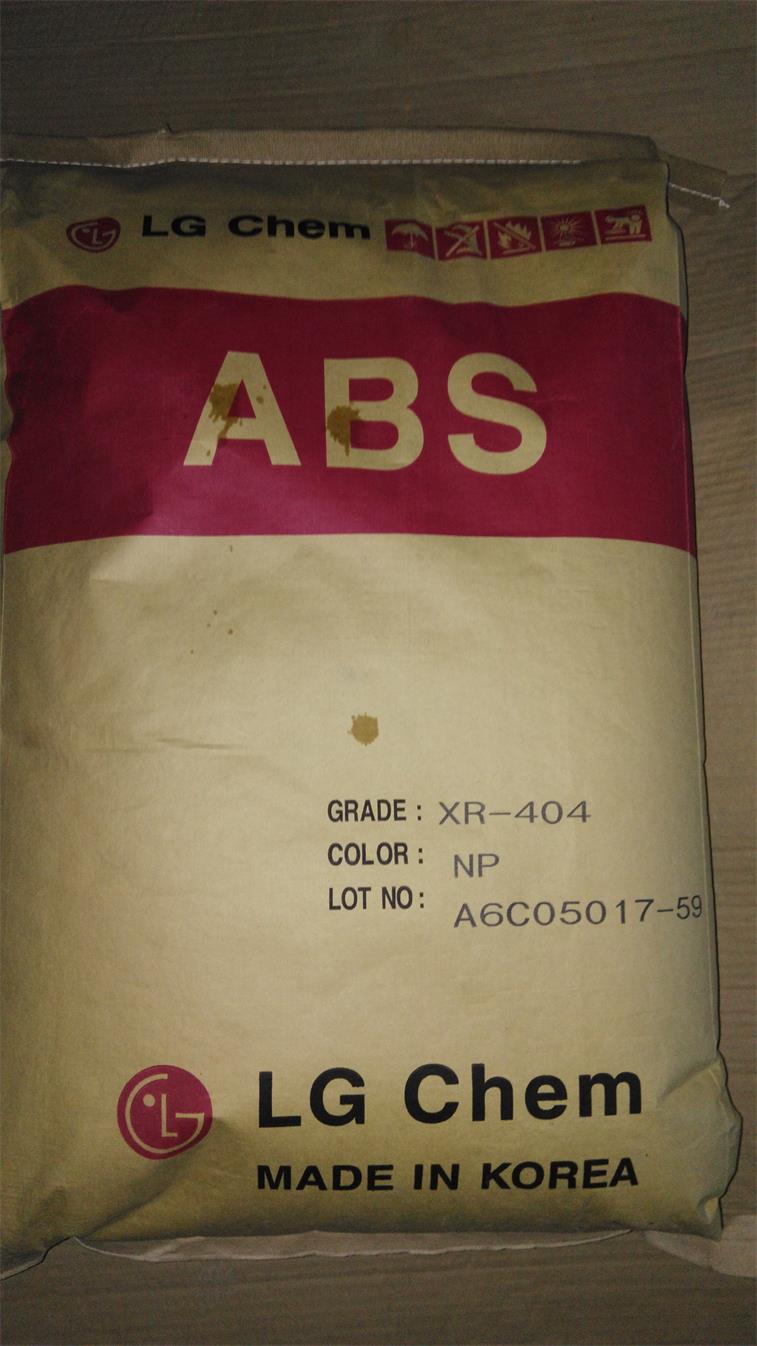 LG Chem
ABS
GRADE : XR-404
COLOR : NP
LOT NO : A6C05017-59
LG Chem
MADE IN KOREA